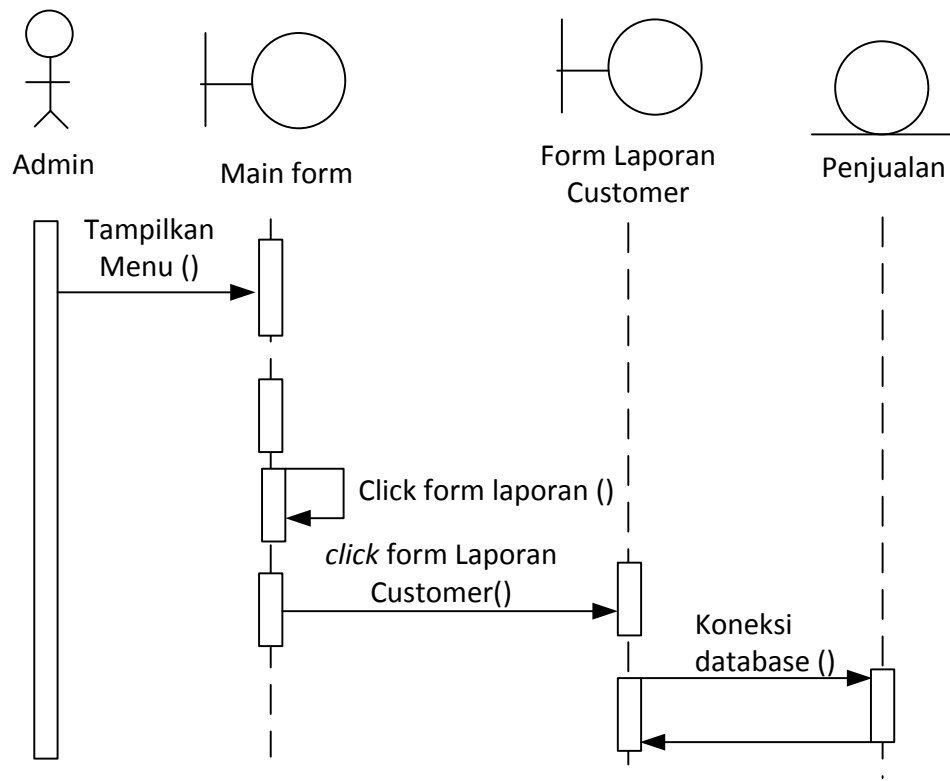 Admin
Main form
Form Laporan
Customer
Penjualan
Tampilkan
Menu ()
Click form laporan ()
click form Laporan
Customer()
Koneksi
database ()